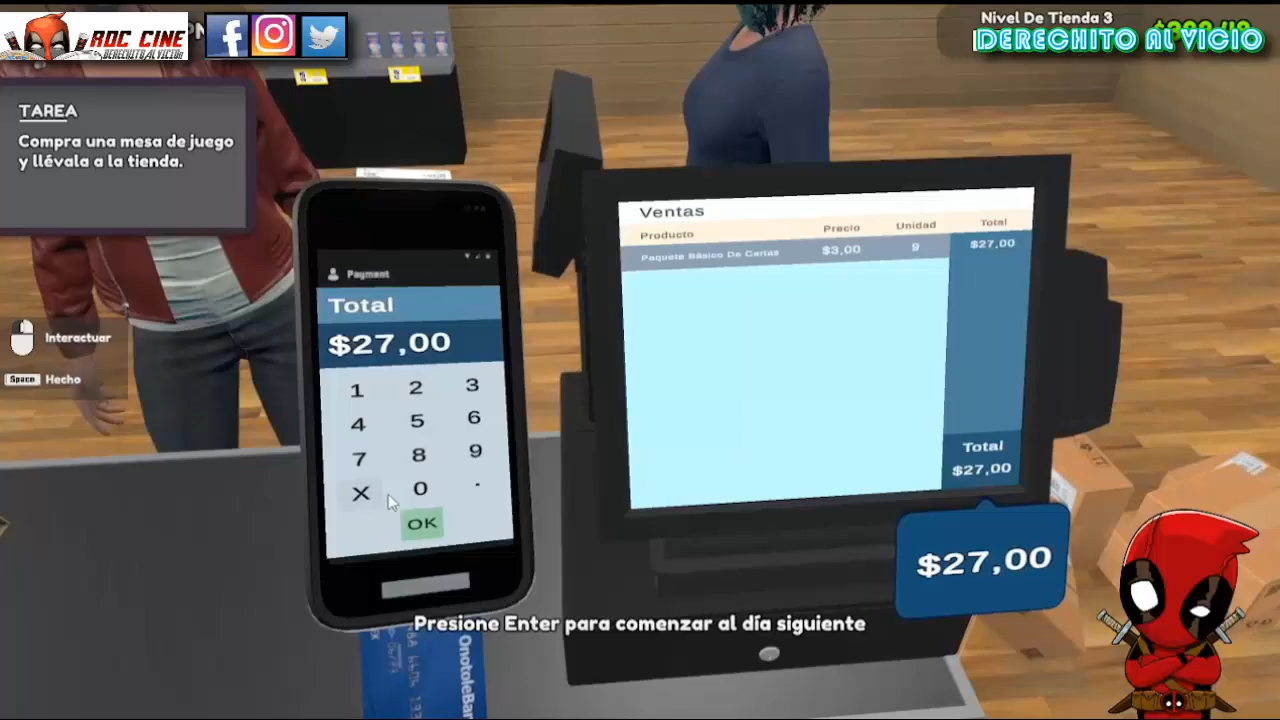 RDC CINE
DERECHITO AL VICIO
Nivel De Tienda 3
DERECHITO AL VICIO
TAREA
Compra una mesa de juego
y llévala a la tienda.
Interactuar
Space Hecho
Payment
Total
$27,00
1 2 3
4 5 6
7 8 9
X 0 .
OK
Ventas
Producto Precio Unidad Total
Paquete Básico De Cartas $3,00 9 $27,00
Total
$27,00
$27,00
Presione Enter para comenzar al día siguiente
OnotoleBan